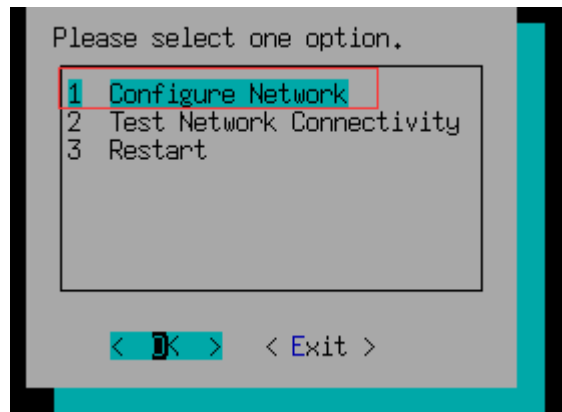 Please select one option.
1 Configure Network
2 Test Network Connectivity
3 Restart
< OK > < Exit >